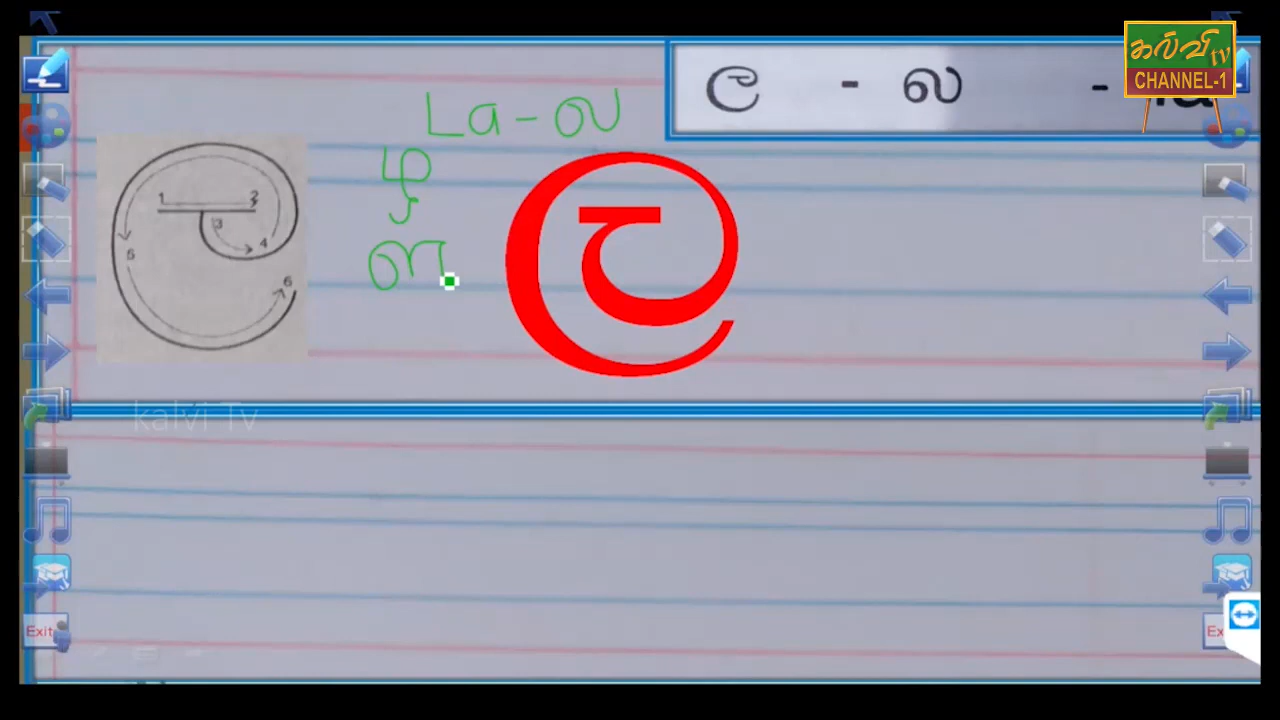 கல்வி tv
CHANNEL-1
ල - ல -
La - ல
ழ
ள
ල
1 2
3 4
5 6
kalvi Tv
Exit